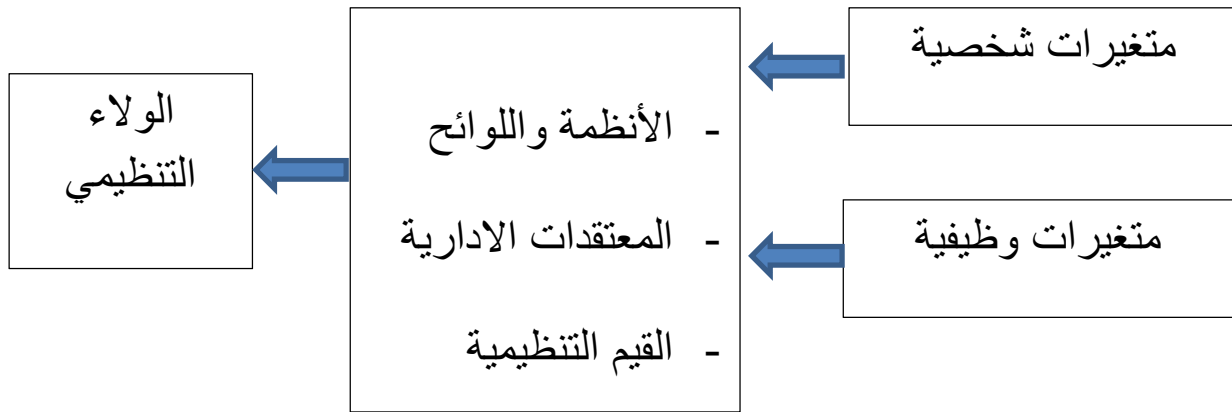 متغيرات شخصية
متغيرات وظيفية
- الأنظمة واللوائح
- المعتقدات الادارية
- القيم التنظيمية
الولاء
التنظيمي